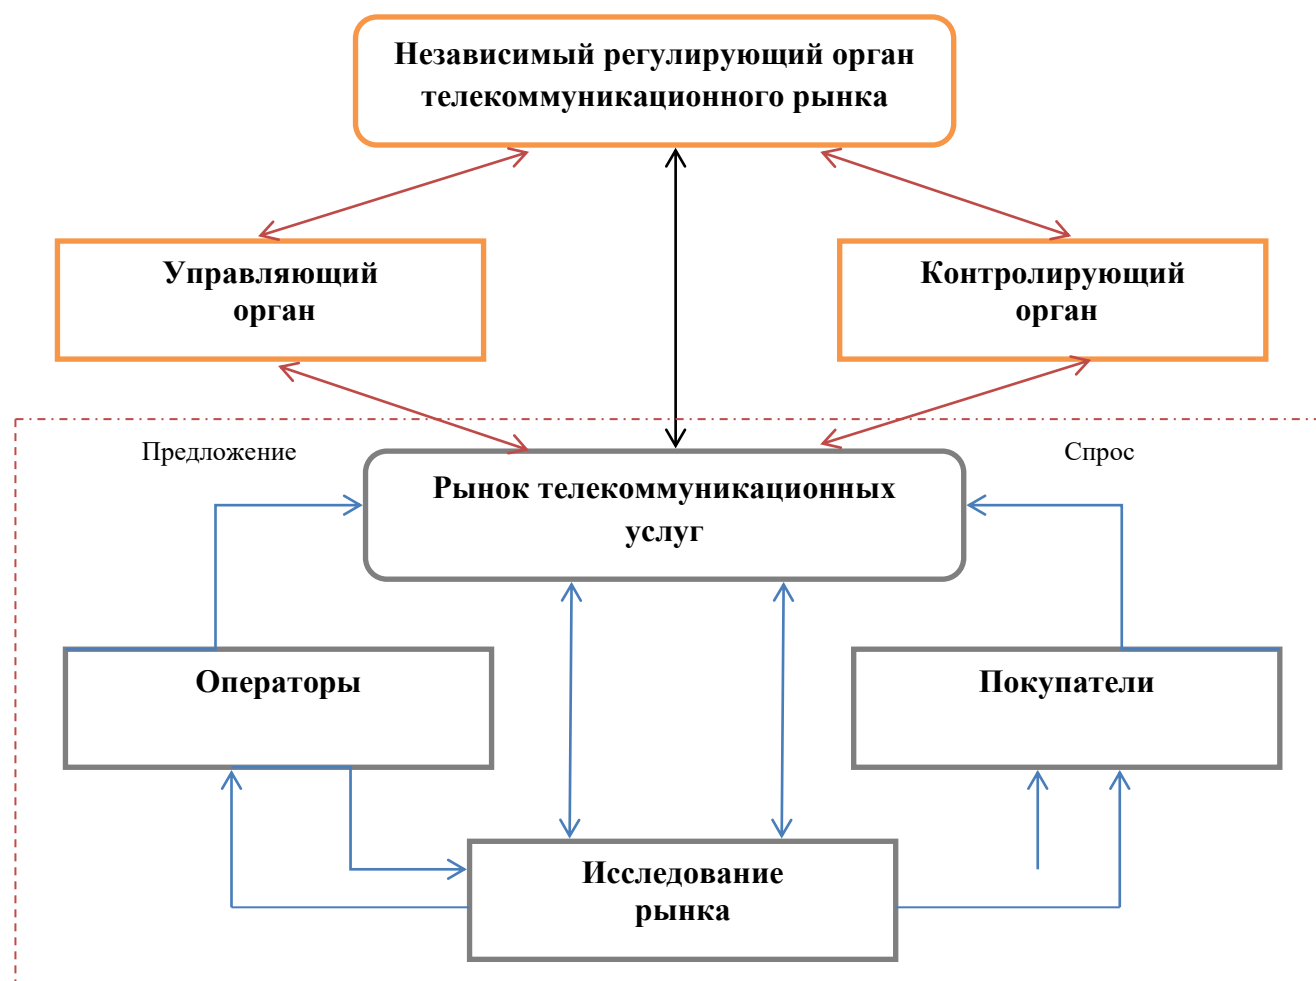 Независимый регулирующий орган
телекоммуникационного рынка
Управляющий
орган
Контролирующий
орган
Предложение
Спрос
Рынок телекоммуникационных
услуг
Операторы
Покупатели
Исследование
рынка